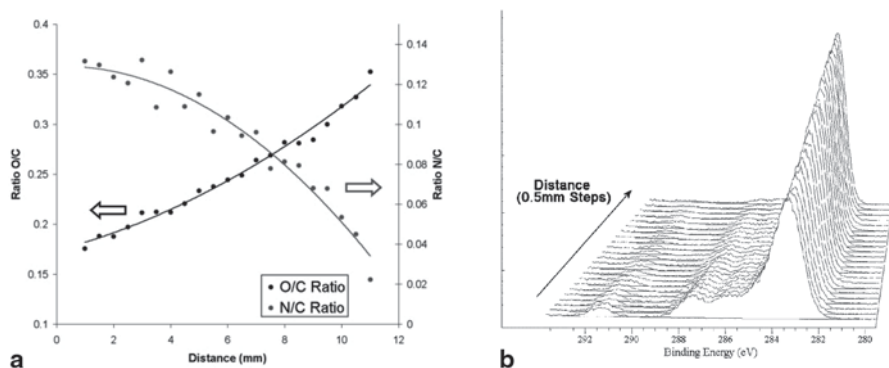 a
0.4
0.35
0.3
0.25
0.2
0.15
0.1
Ratio O/C
0
2
4
6
8
10
12
Distance (mm)
0.14
0.12
0.1
0.08
0.06
0.04
0.02
0
Ratio N/C
O/C Ratio
N/C Ratio
b
Distance
(0.5mm Steps)
292
290
288
286
284
282
280
Binding Energy (eV)